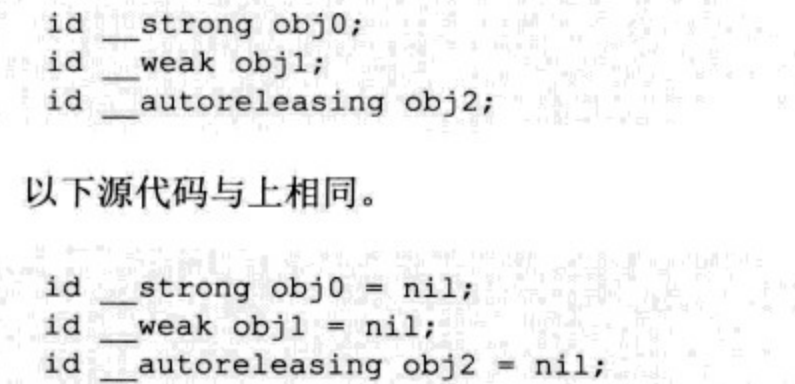 id __strong obj0;
id __weak obj1;
id __autoreleasing obj2;
以下源代码与上相同。
id __strong obj0 = nil;
id __weak obj1 = nil;
id __autoreleasing obj2 = nil;